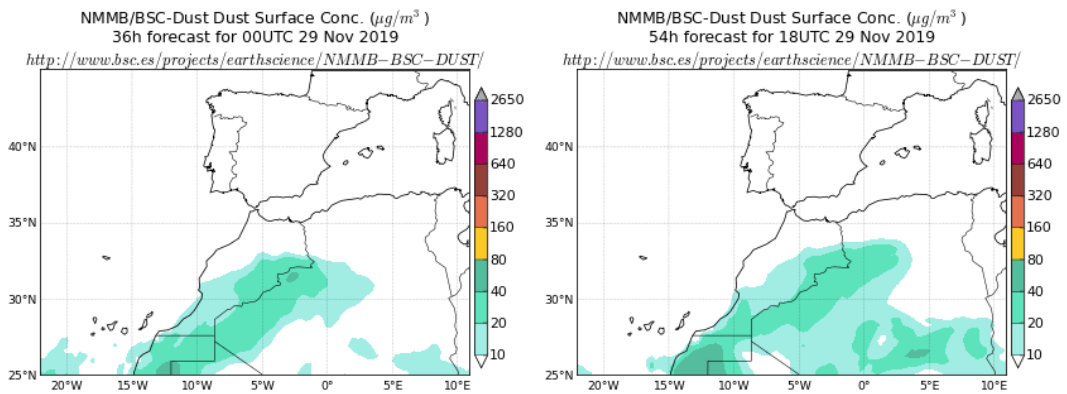 NMMB/BSC-Dust Dust Surface Conc. (μg/m³ )
36h forecast for 00UTC 29 Nov 2019
http://www.bsc.es/projects/earthscience/NMMB−BSC−DUST/
2650
1280
640
320
160
80
40
20
10
40°N
35°N
30°N
25°N
20°W
15°W
10°W
5°W
0°
5°E
10°E
NMMB/BSC-Dust Dust Surface Conc. (μg/m³ )
54h forecast for 18UTC 29 Nov 2019
http://www.bsc.es/projects/earthscience/NMMB−BSC−DUST/
2650
1280
640
320
160
80
40
20
10
40°N
35°N
30°N
25°N
20°W
15°W
10°W
5°W
0°
5°E
10°E